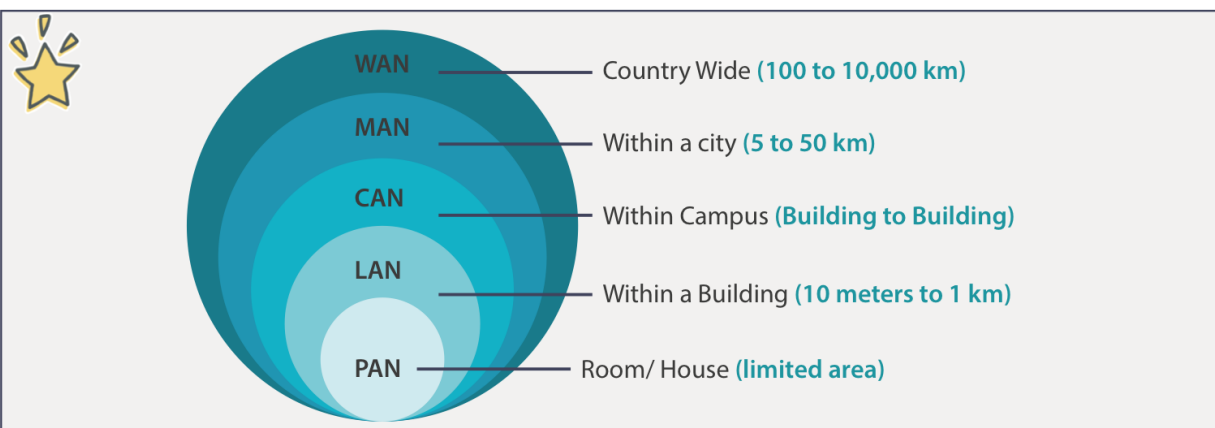 WAN Country Wide (100 to 10,000 km)
MAN Within a city (5 to 50 km)
CAN Within Campus (Building to Building)
LAN Within a Building (10 meters to 1 km)
PAN Room/ House (limited area)